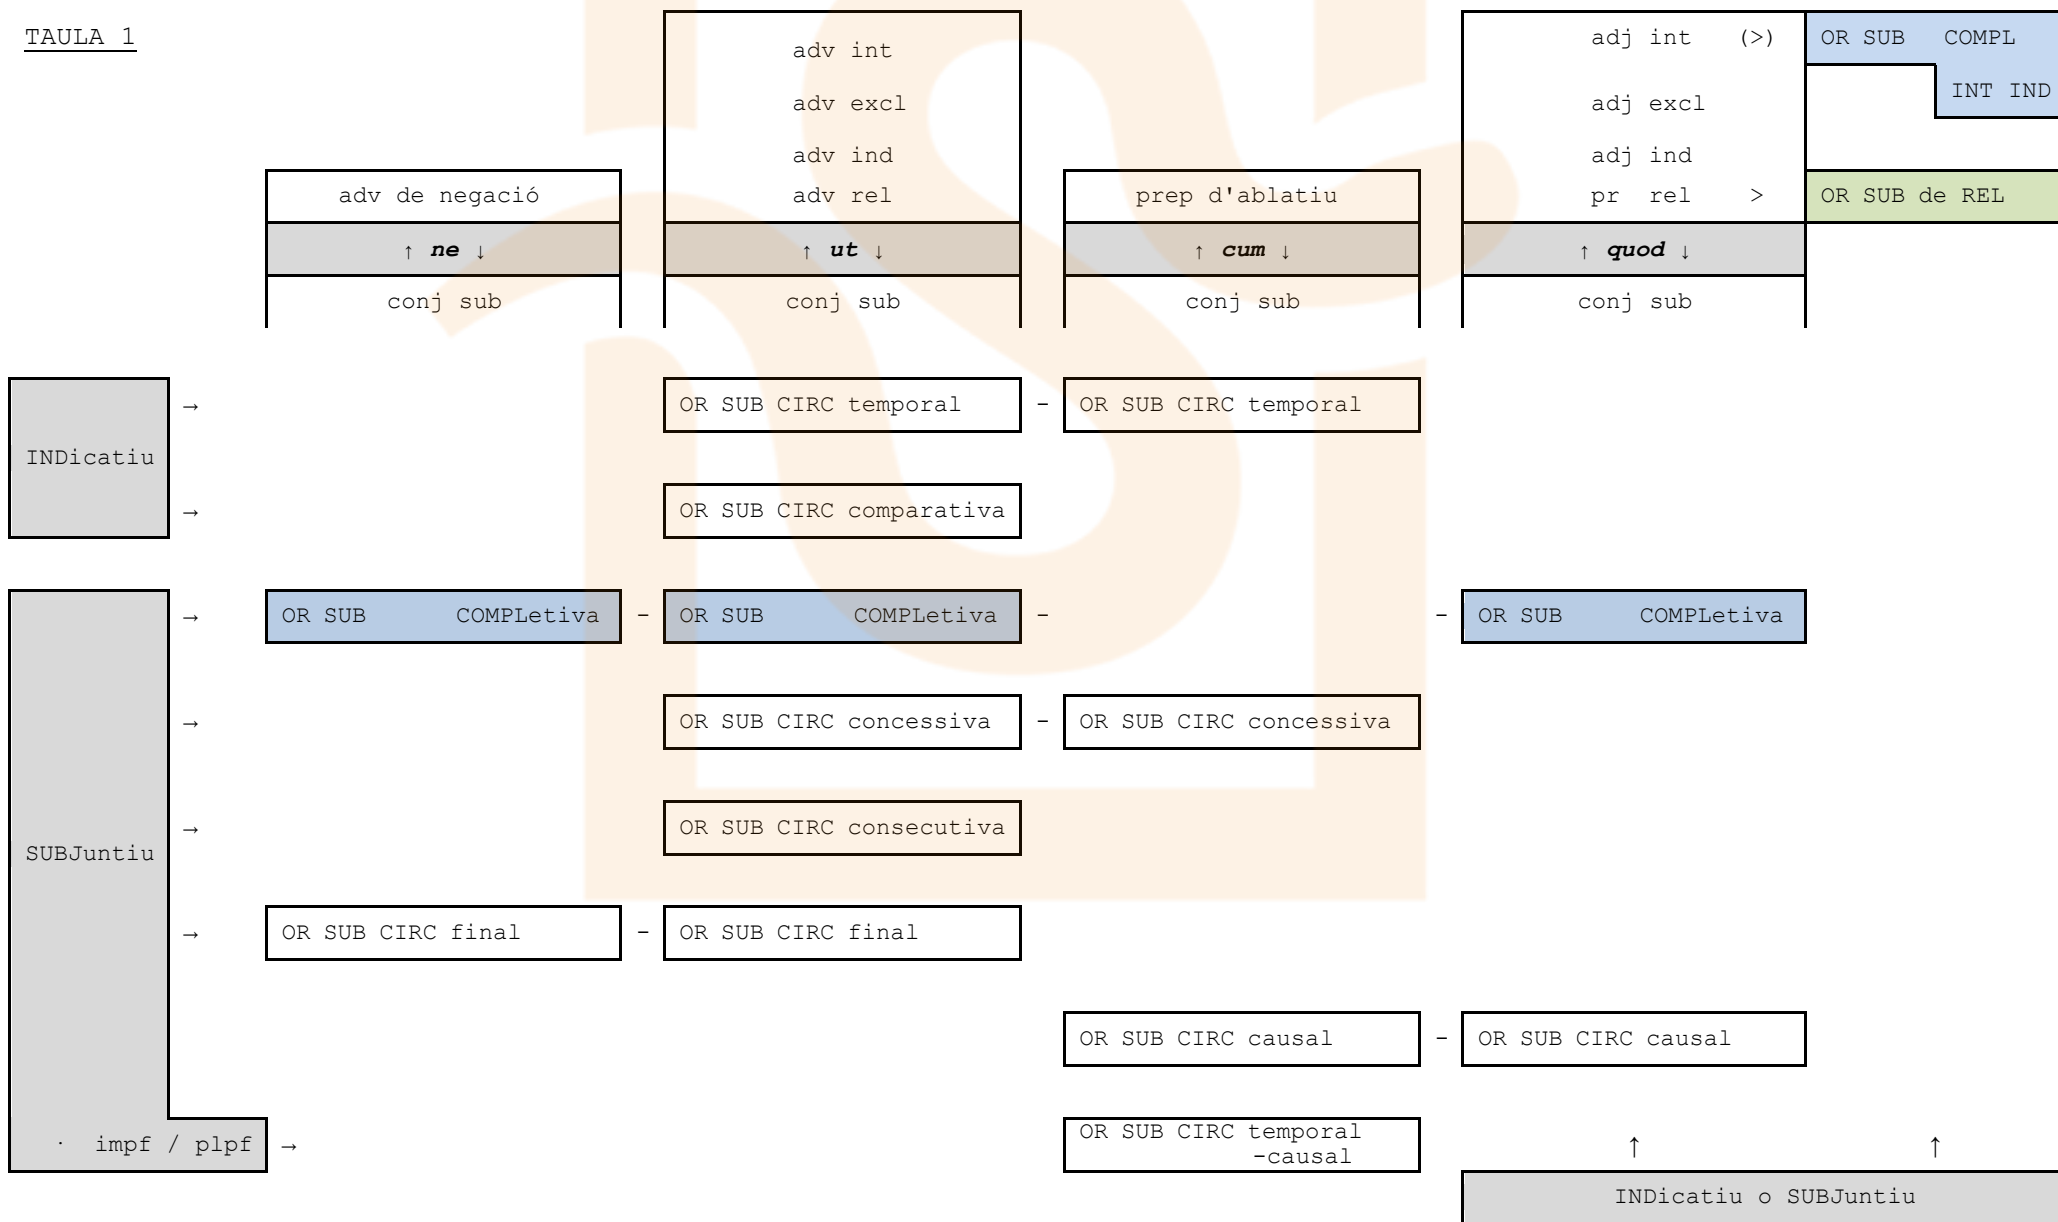 TAULA 1
adj int (>) OR SUB COMPL
adv int
INT IND
adv excl adj excl
adv ind adj ind
adv de negació adv rel prep d'ablatiu pr rel > OR SUB de REL
↑ ne ↓ ↑ ut ↓ ↑ cum ↓ ↑ quod ↓
conj sub conj sub conj sub conj sub
→ OR SUB CIRC temporal - OR SUB CIRC temporal
INDicatiu
→ OR SUB CIRC comparativa
→ OR SUB COMPLetiva - OR SUB COMPLetiva - - OR SUB COMPLetiva
→ OR SUB CIRC concessiva - OR SUB CIRC concessiva
→ OR SUB CIRC consecutiva
SUBJuntiu
→ OR SUB CIRC final - OR SUB CIRC final
OR SUB CIRC causal - OR SUB CIRC causal
· impf / plpf → OR SUB CIRC temporal ↑ ↑
-causal
INDicatiu o SUBJuntiu